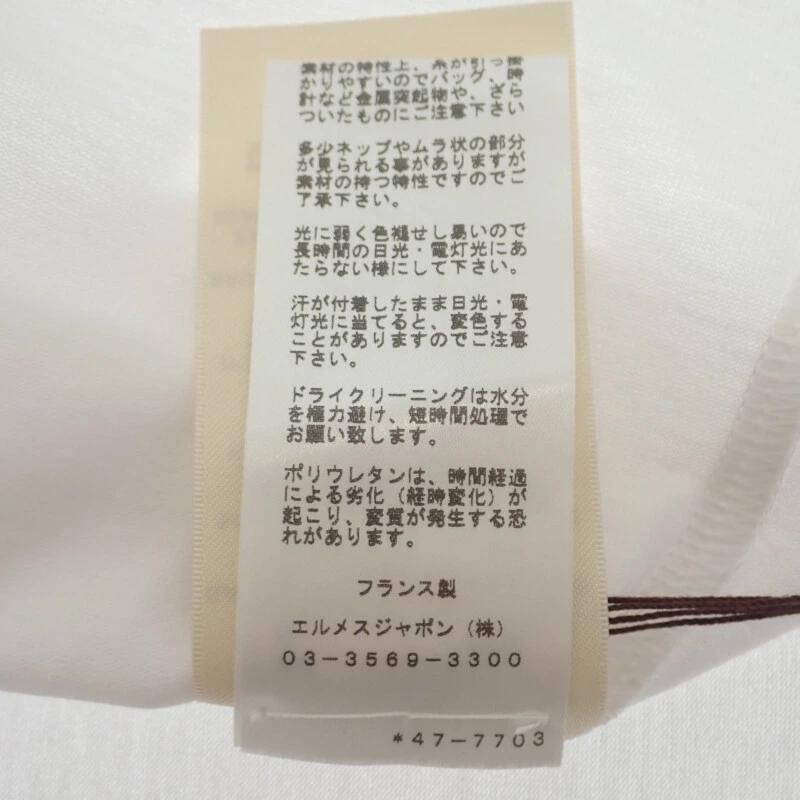 素材の特性上、糸が引っ掛
かりやすいのでバッグ、時
計など金属突起物や、ざら
ついたものにご注意下さい
多少ネップやムラ状の部分
が見られる事がありますが
素材の持つ特性ですのでご
了承下さい。
光に弱く色褪せし易いので
長時間の日光・電灯光にあ
たらない様にして下さい。
汗が付着したまま日光・電
灯光に当てると、変色する
ことがありますのでご注意
下さい。
ドライクリーニングは水分
を極力避け、短時間処理で
お願い致します。
ポリウレタンは、時間経過
による劣化（経時変化）が
起こり、変質が発生する恐
れがあります。
フランス製
エルメスジャポン（株）
03-3569-3300
*47-7703